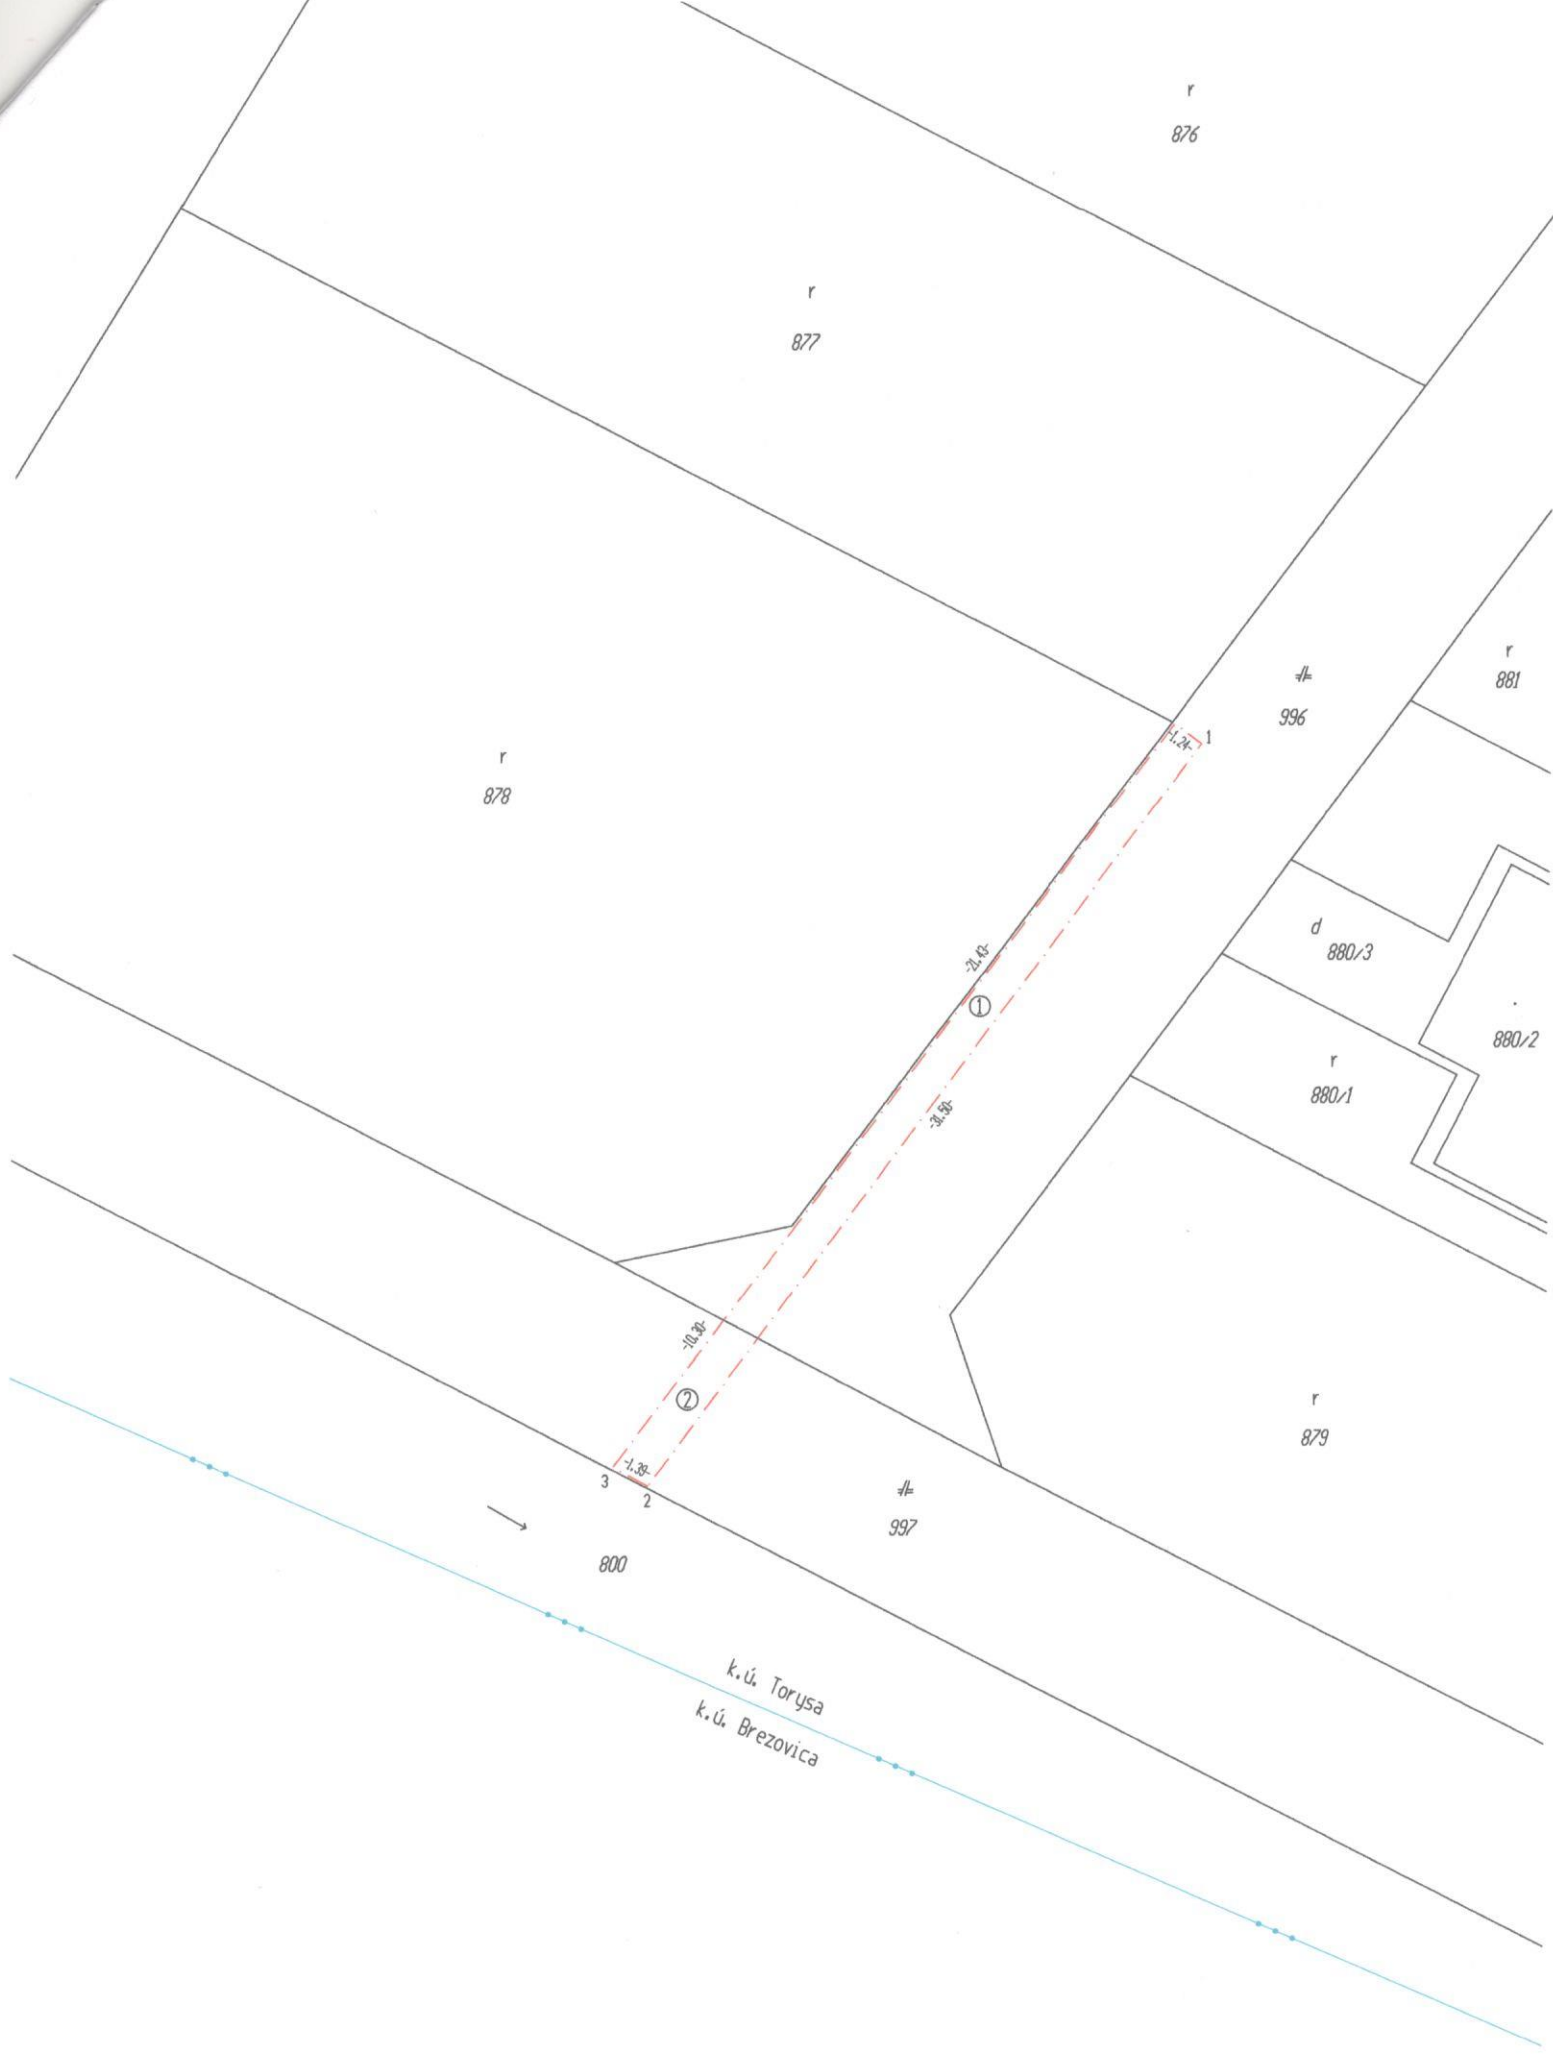 r
876
r
877
r
881
⫲
996
-1.24-
1
r
878
d
880/3
-21.43-
①
880/2
r
880/1
-31.50-
-10.30-
②
r
879
-1.39-
3
2
⫲
997
800
k.ú. Torysa
k.ú. Brezovica